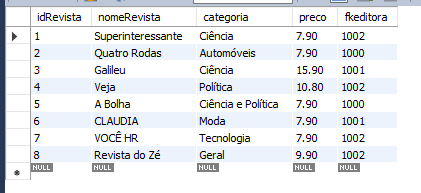 idRevista nomeRevista categoria preco fkeditora
1 Superinteressante Ciência 7.90 1002
2 Quatro Rodas Automóveis 7.90 1000
3 Galileu Ciência 15.90 1001
4 Veja Política 10.80 1002
5 A Bolha Ciência e Política 7.90 1000
6 CLAUDIA Moda 7.90 1001
7 VOCÊ HR Tecnologia 7.90 1002
8 Revista do Zé Geral 9.90 1002
NULL NULL NULL NULL NULL